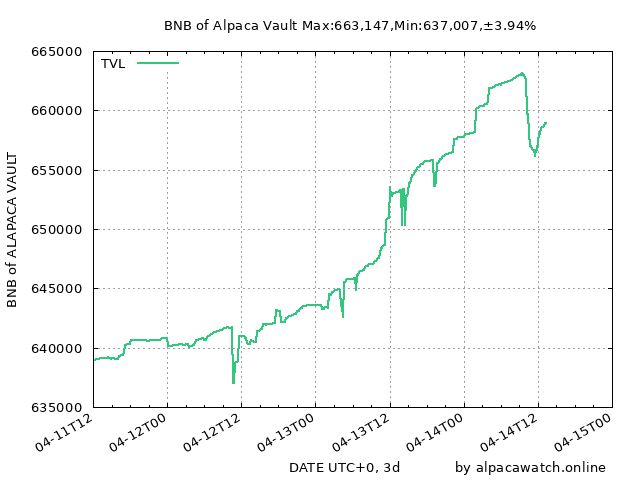 BNB of Alpaca Vault Max:663,147,Min:637,007,±3.94%
665000
TVL
660000
655000
650000
645000
640000
635000
BNB of ALAPACA VAULT
04-11T12
04-12T00
04-12T12
04-13T00
04-13T12
04-14T00
04-14T12
04-15T00
DATE UTC+0, 3d
by alpacawatch.online